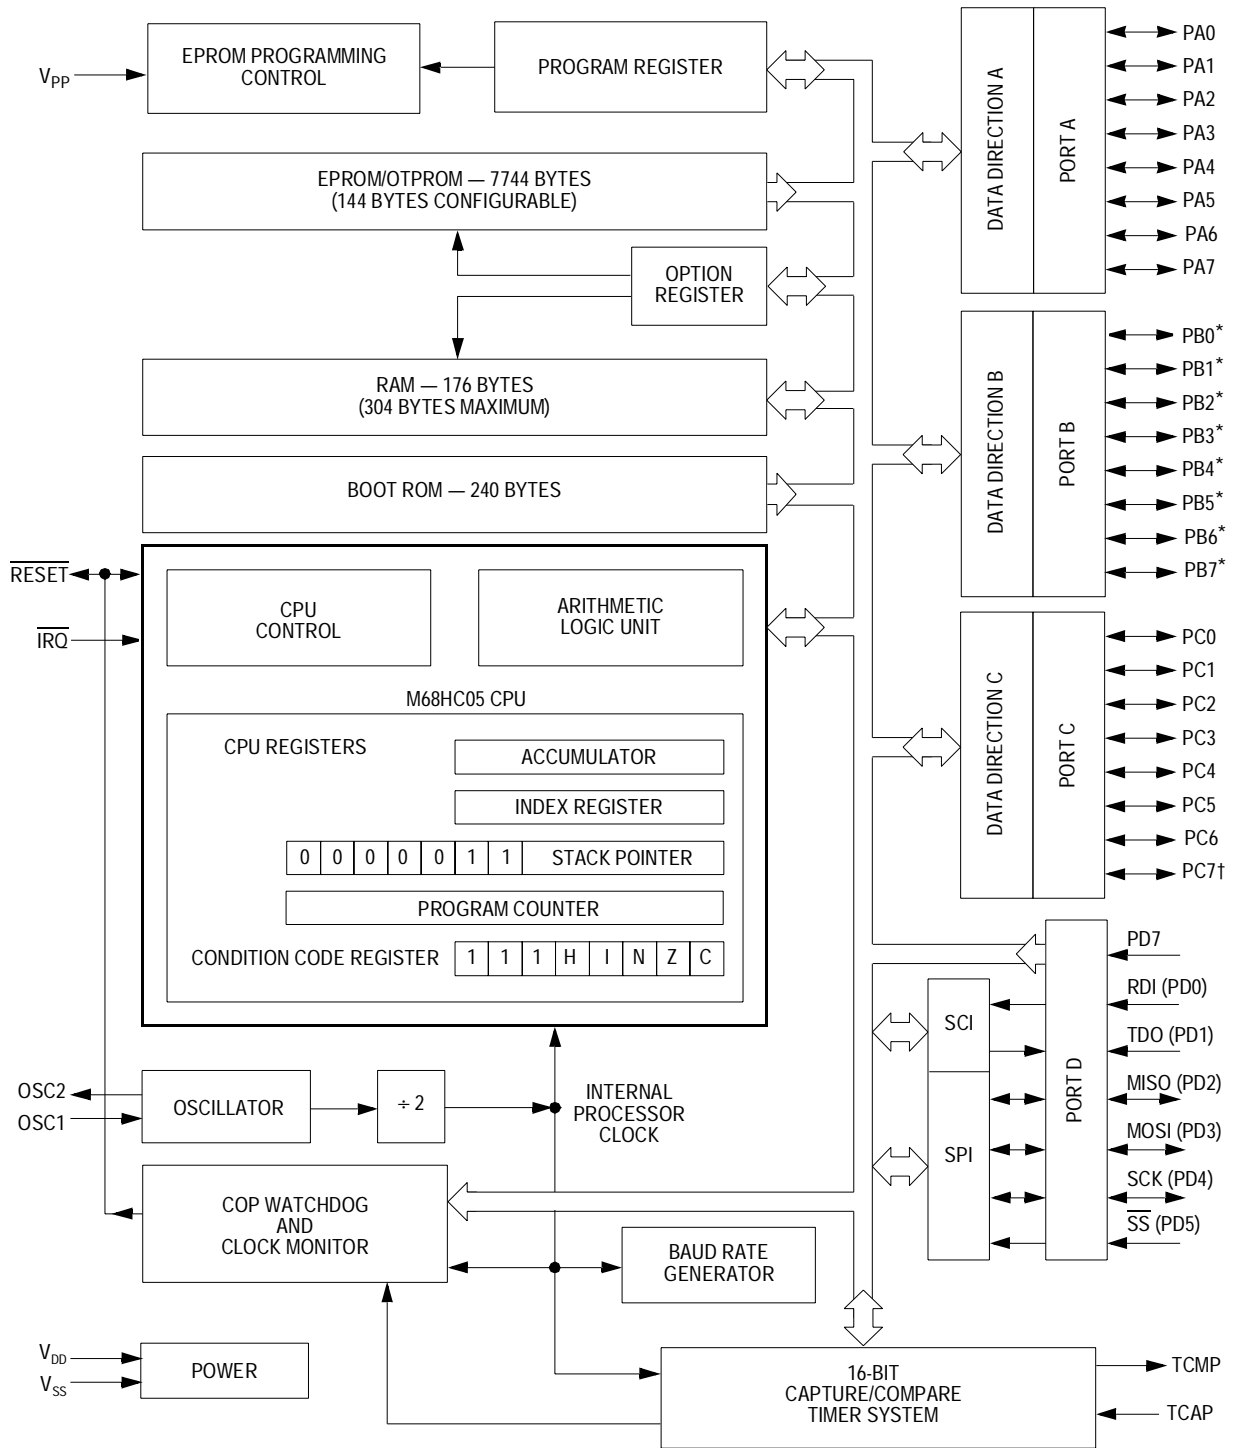 V_PP
EPROM PROGRAMMING
CONTROL
PROGRAM REGISTER
EPROM/OTPROM — 7744 BYTES
(144 BYTES CONFIGURABLE)
OPTION
REGISTER
RAM — 176 BYTES
(304 BYTES MAXIMUM)
BOOT ROM — 240 BYTES
RESET
IRQ
CPU
CONTROL
ARITHMETIC
LOGIC UNIT
M68HC05 CPU
CPU REGISTERS
ACCUMULATOR
INDEX REGISTER
0 0 0 0 0 1 1 STACK POINTER
PROGRAM COUNTER
CONDITION CODE REGISTER 1 1 1 H I N Z C
OSC2
OSC1
OSCILLATOR
÷ 2
INTERNAL
PROCESSOR
CLOCK
COP WATCHDOG
AND
CLOCK MONITOR
BAUD RATE
GENERATOR
V_DD
V_SS
POWER
16-BIT
CAPTURE/COMPARE
TIMER SYSTEM
TCMP
TCAP
DATA DIRECTION A
PORT A
PA0
PA1
PA2
PA3
PA4
PA5
PA6
PA7
DATA DIRECTION B
PORT B
PB0*
PB1*
PB2*
PB3*
PB4*
PB5*
PB6*
PB7*
DATA DIRECTION C
PORT C
PC0
PC1
PC2
PC3
PC4
PC5
PC6
PC7†
SCI
SPI
PORT D
PD7
RDI (PD0)
TDO (PD1)
MISO (PD2)
MOSI (PD3)
SCK (PD4)
SS (PD5)